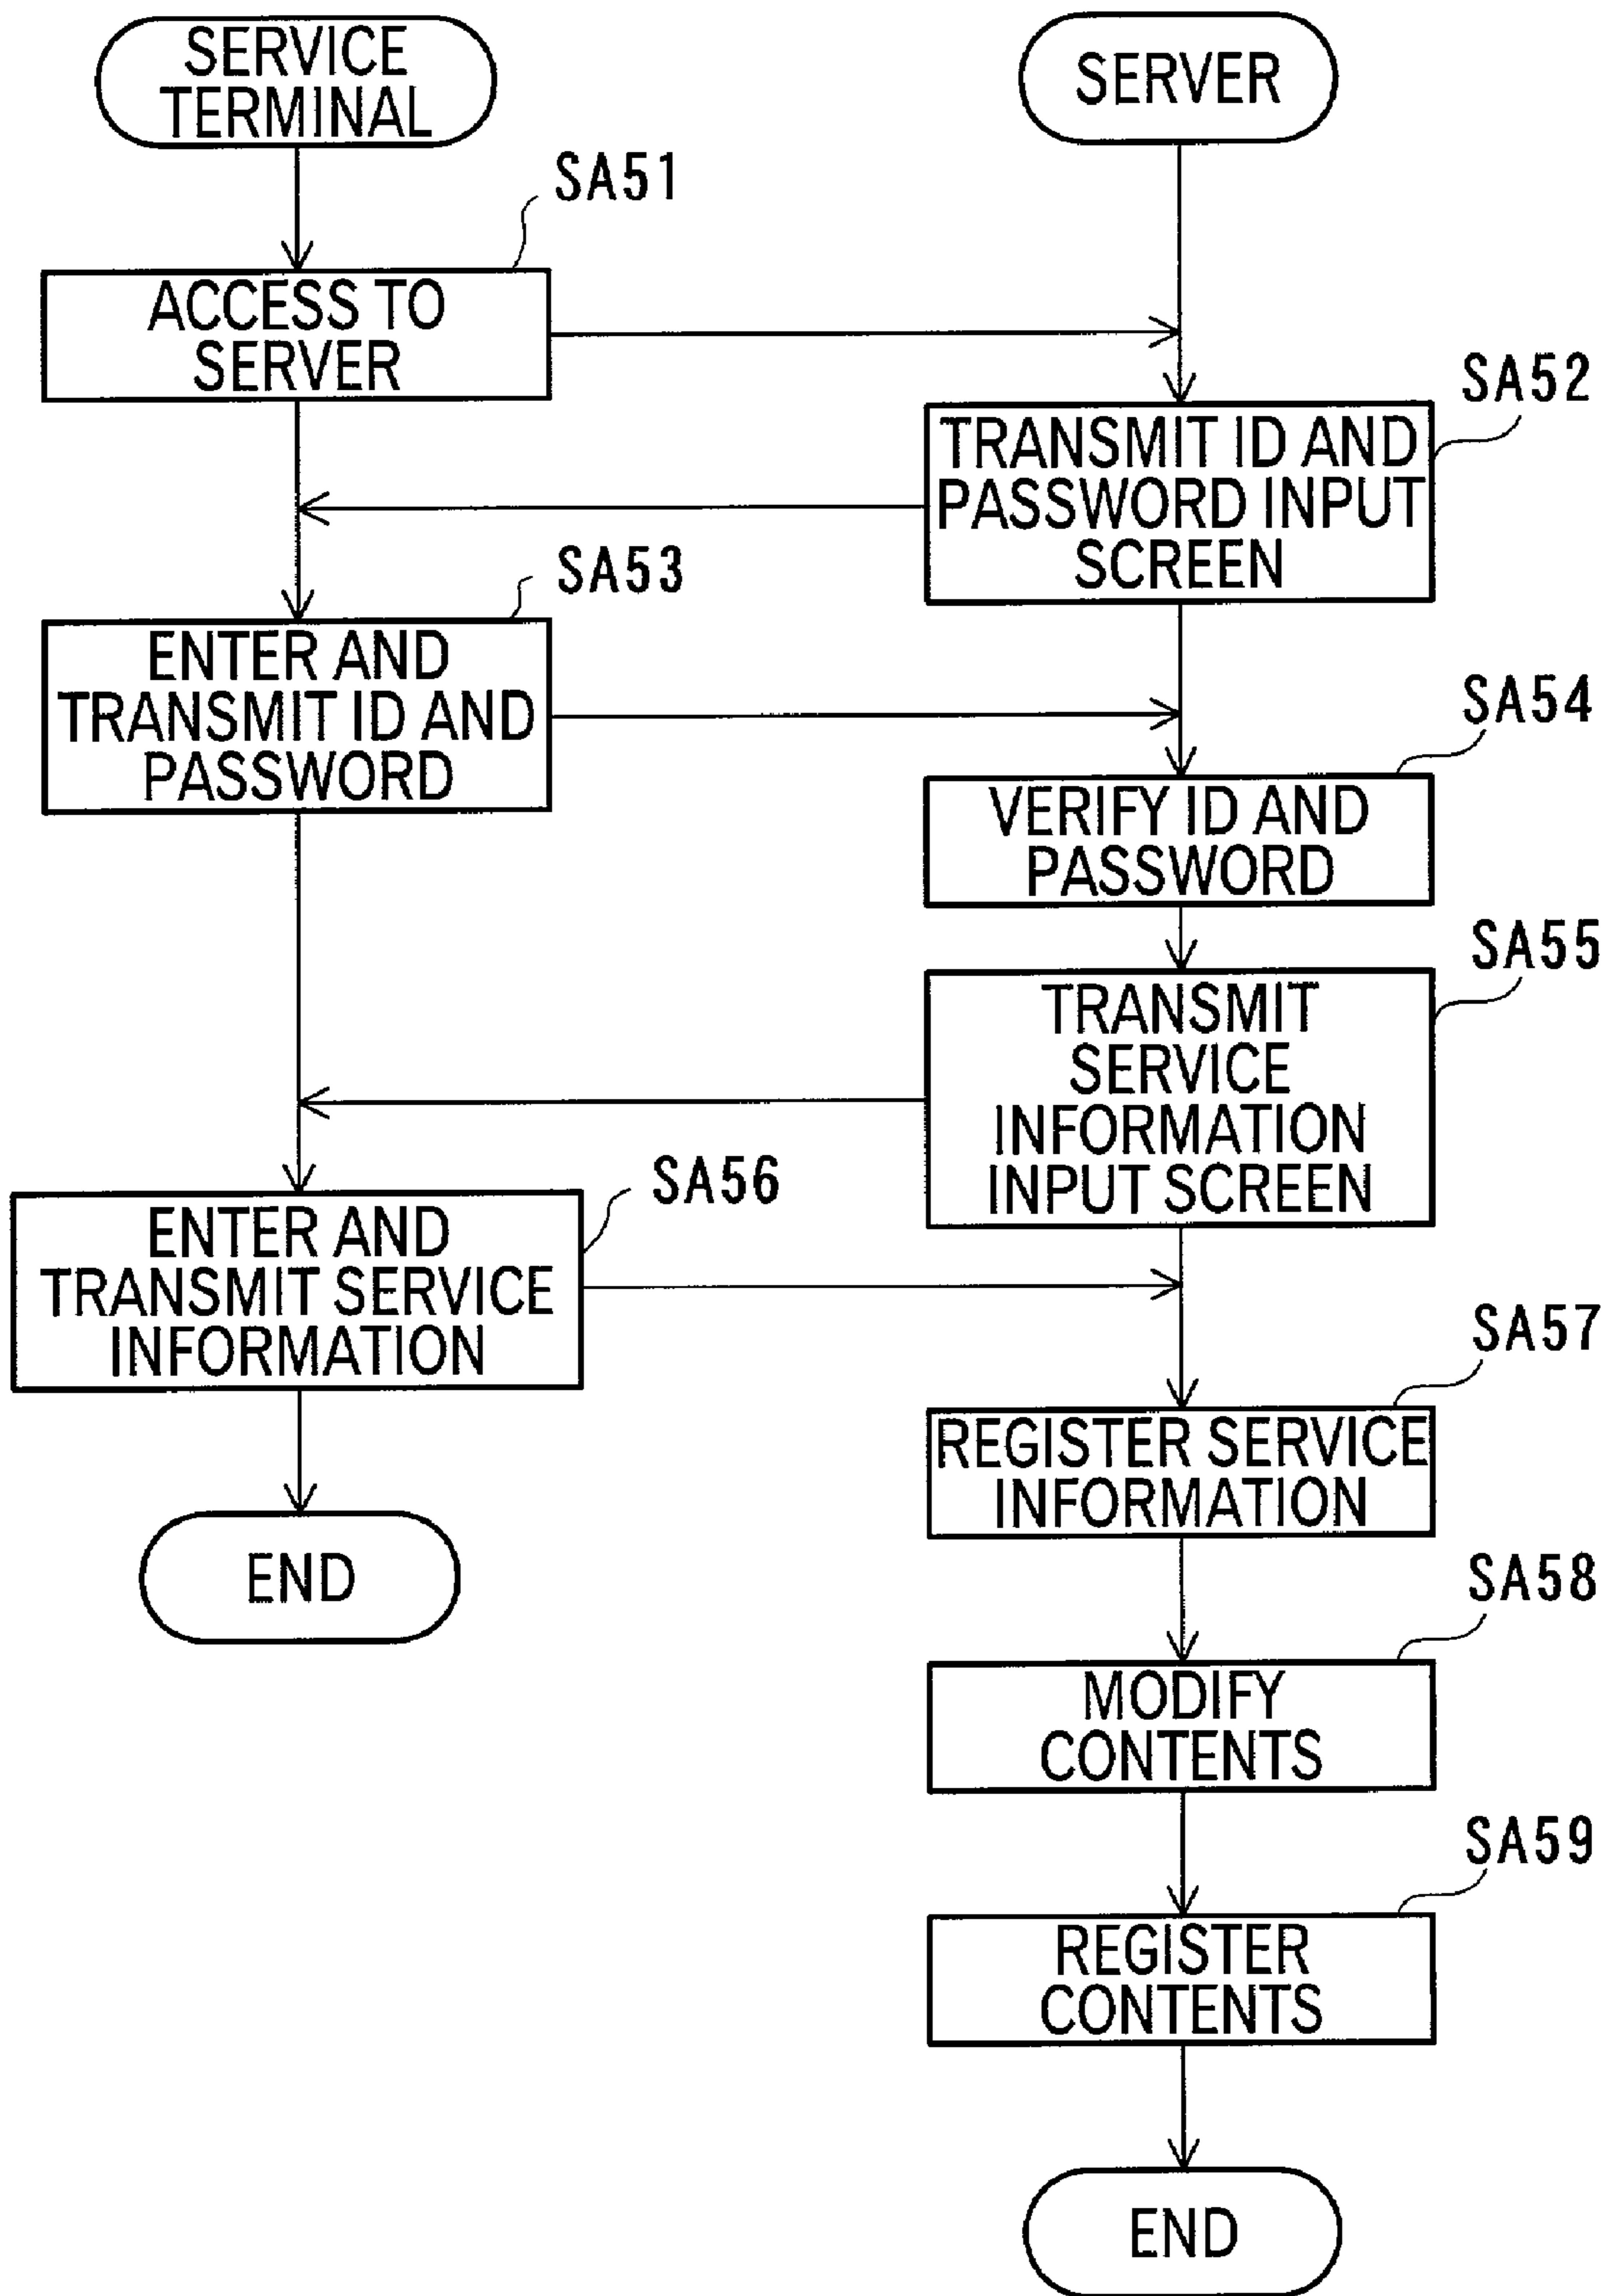 SERVICE
TERMINAL
SERVER
SA51
ACCESS TO
SERVER
SA52
TRANSMIT ID AND
PASSWORD INPUT
SCREEN
SA53
ENTER AND
TRANSMIT ID AND
PASSWORD
SA54
VERIFY ID AND
PASSWORD
SA55
TRANSMIT
SERVICE
INFORMATION
INPUT SCREEN
SA56
ENTER AND
TRANSMIT SERVICE
INFORMATION
SA57
REGISTER SERVICE
INFORMATION
END
SA58
MODIFY
CONTENTS
SA59
REGISTER
CONTENTS
END